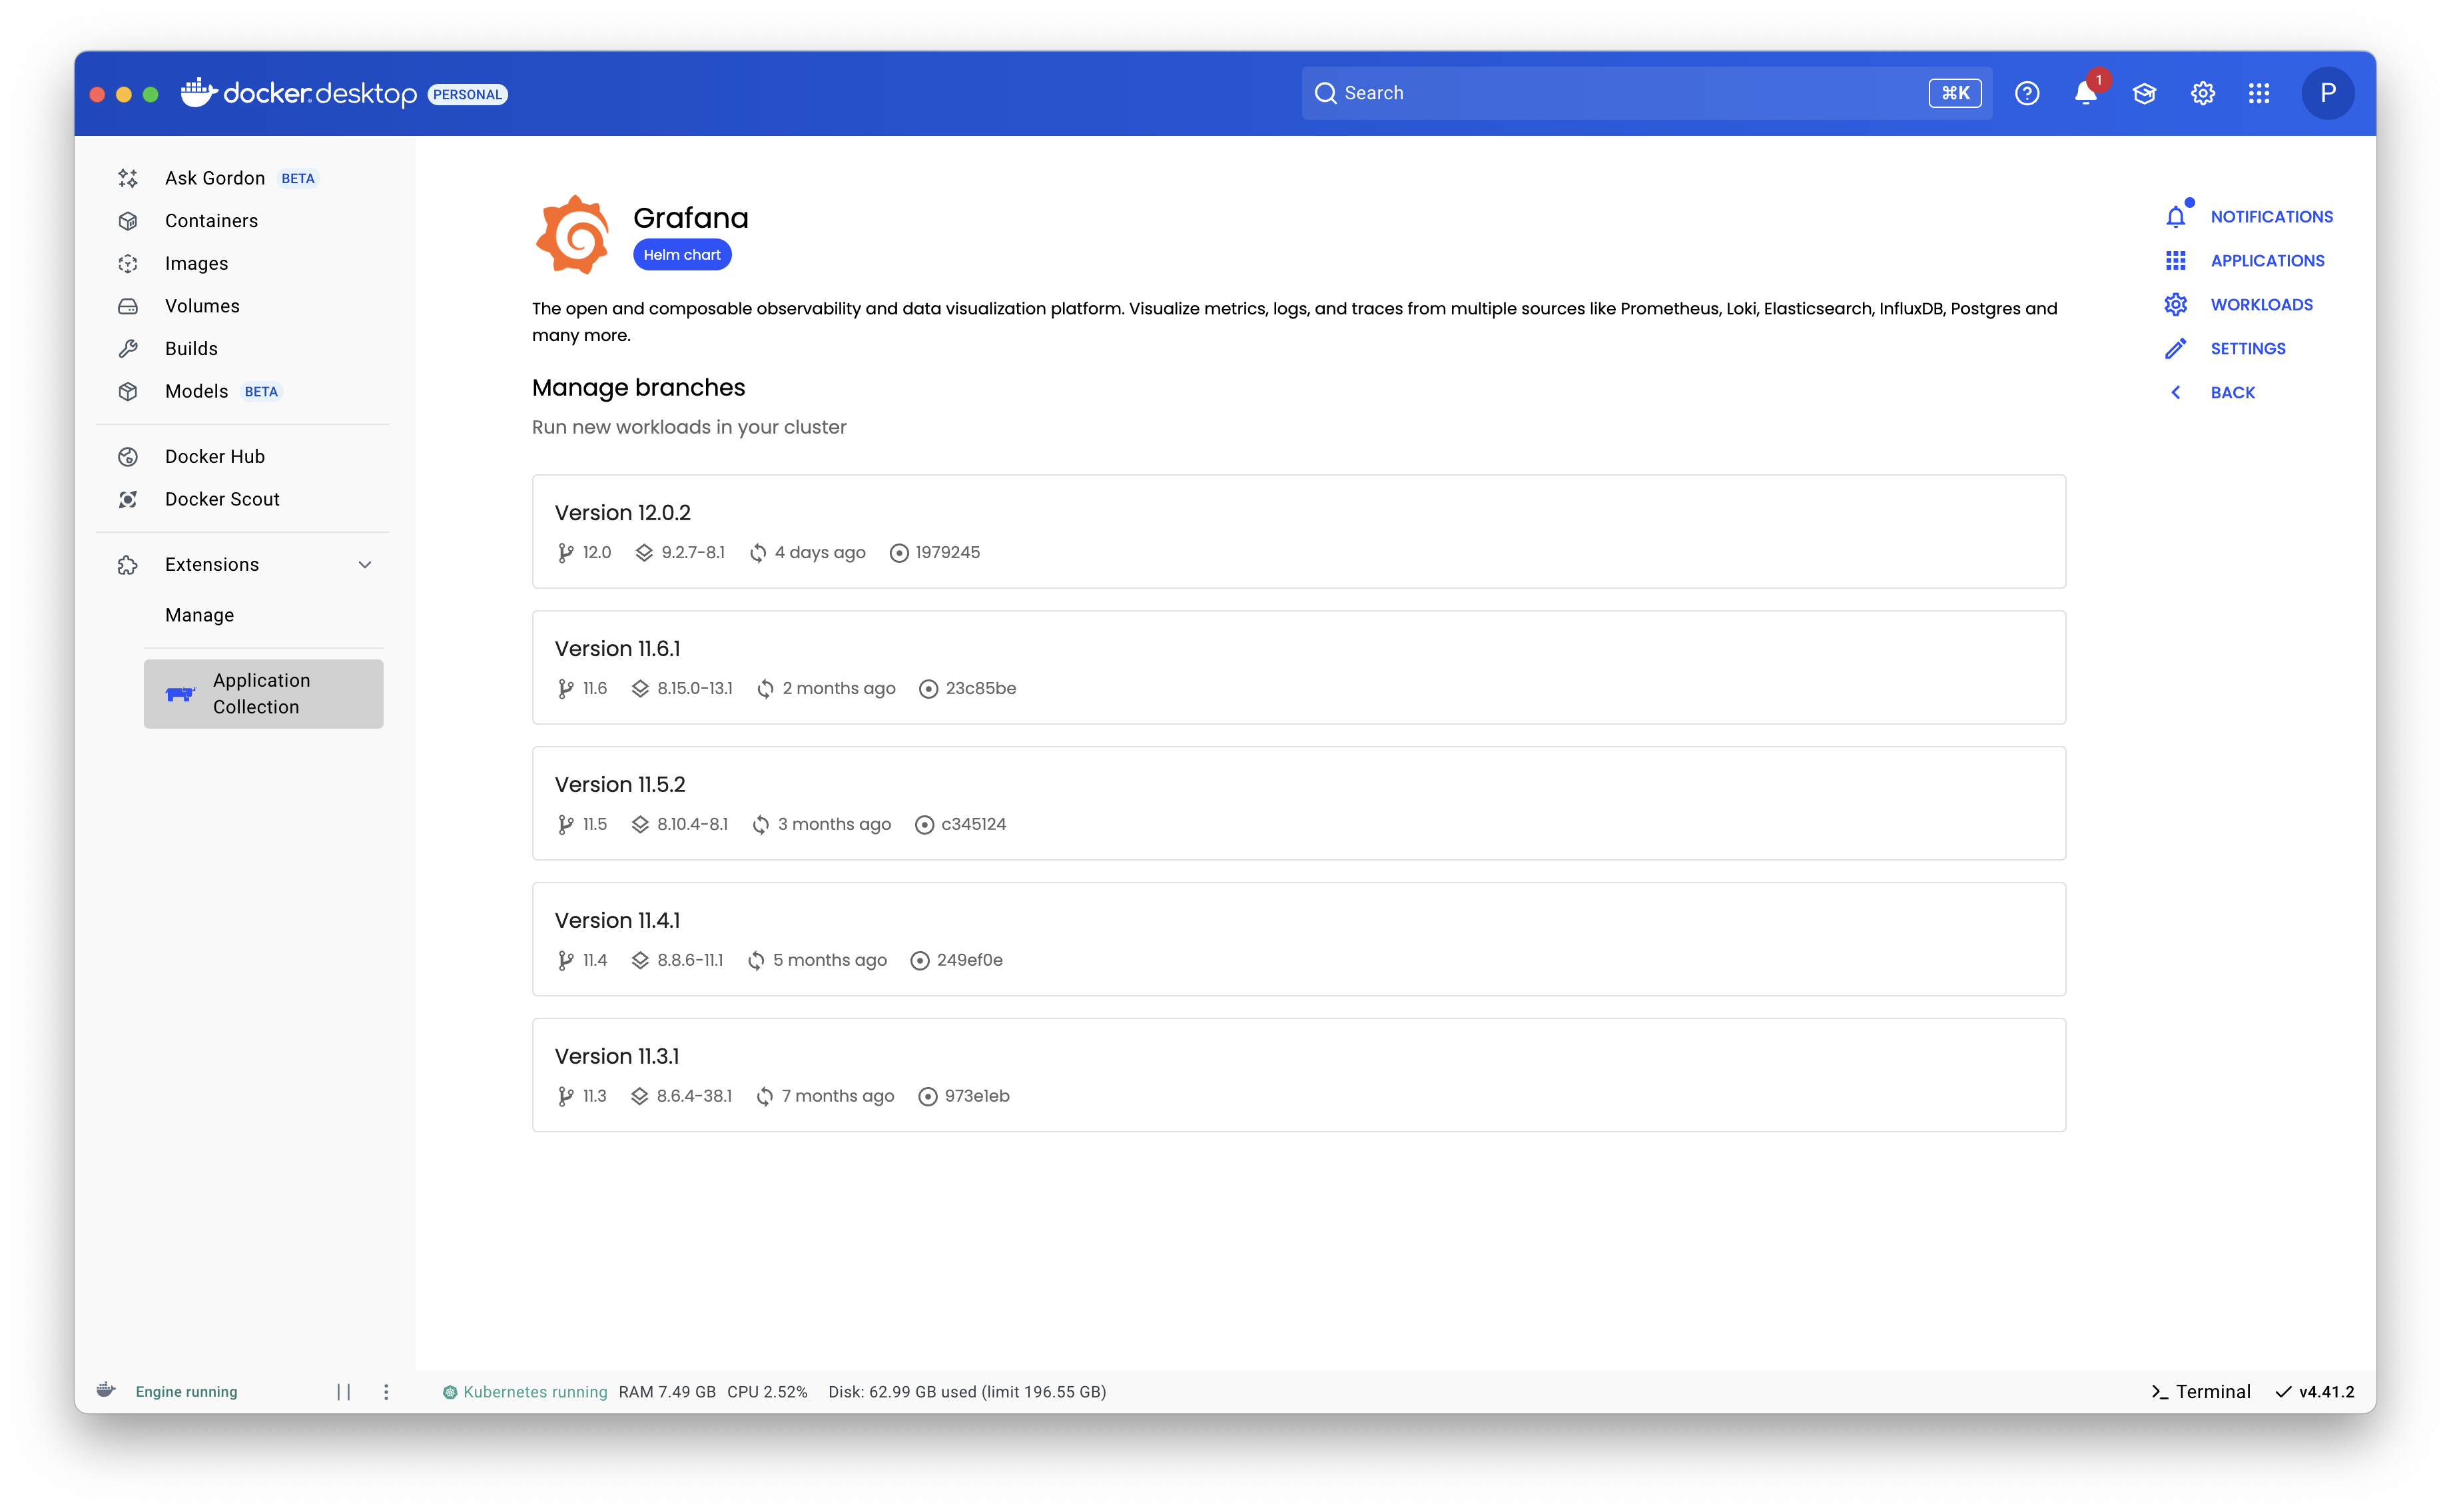 docker desktop PERSONAL
Search
⌘K
1
P
Ask Gordon BETA
Containers
Images
Volumes
Builds
Models BETA
Docker Hub
Docker Scout
Extensions
Manage
Application
Collection
Grafana
Helm chart
The open and composable observability and data visualization platform. Visualize metrics, logs, and traces from multiple sources like Prometheus, Loki, Elasticsearch, InfluxDB, Postgres and
many more.
Manage branches
Run new workloads in your cluster
Version 12.0.2
12.0 9.2.7-8.1 4 days ago 1979245
Version 11.6.1
11.6 8.15.0-13.1 2 months ago 23c85be
Version 11.5.2
11.5 8.10.4-8.1 3 months ago c345124
Version 11.4.1
11.4 8.8.6-11.1 5 months ago 249ef0e
Version 11.3.1
11.3 8.6.4-38.1 7 months ago 973e1eb
NOTIFICATIONS
APPLICATIONS
WORKLOADS
SETTINGS
BACK
Engine running
Kubernetes running RAM 7.49 GB CPU 2.52% Disk: 62.99 GB used (limit 196.55 GB)
Terminal
v4.41.2